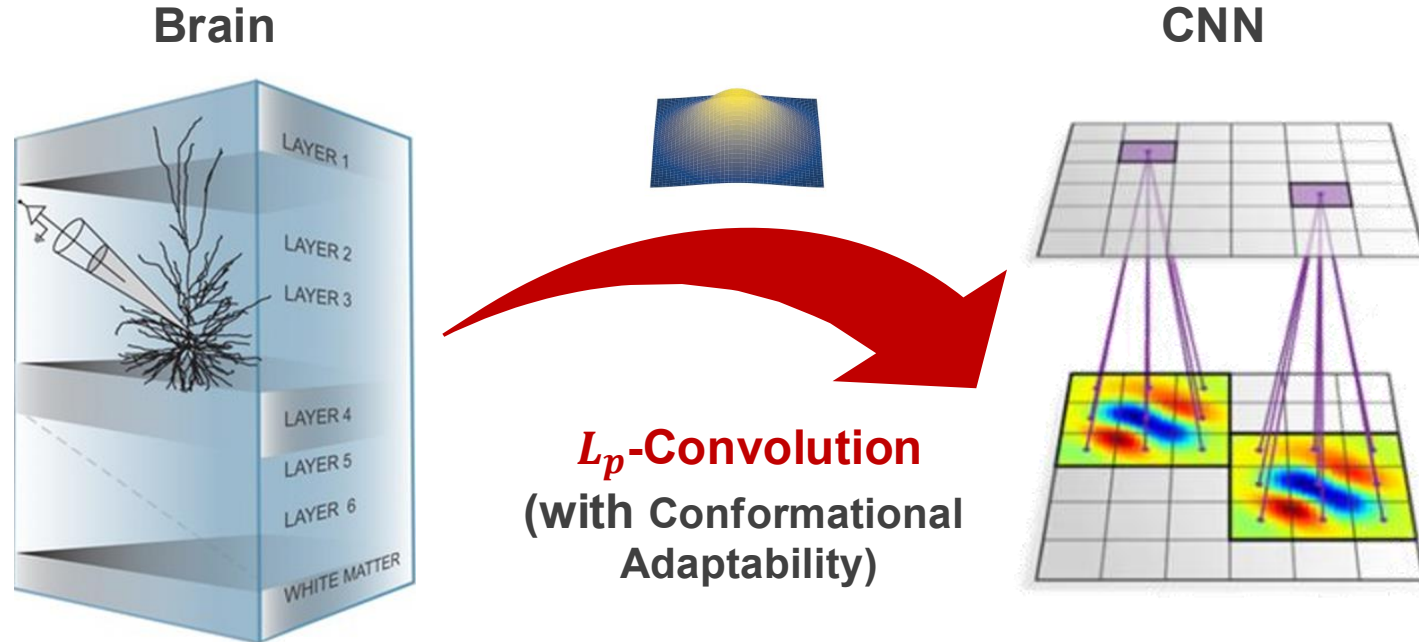 Brain
CNN
LAYER 1
LAYER 2
LAYER 3
LAYER 4
LAYER 5
LAYER 6
WHITE MATTER
Lₚ-Convolution
(with Conformational
Adaptability)